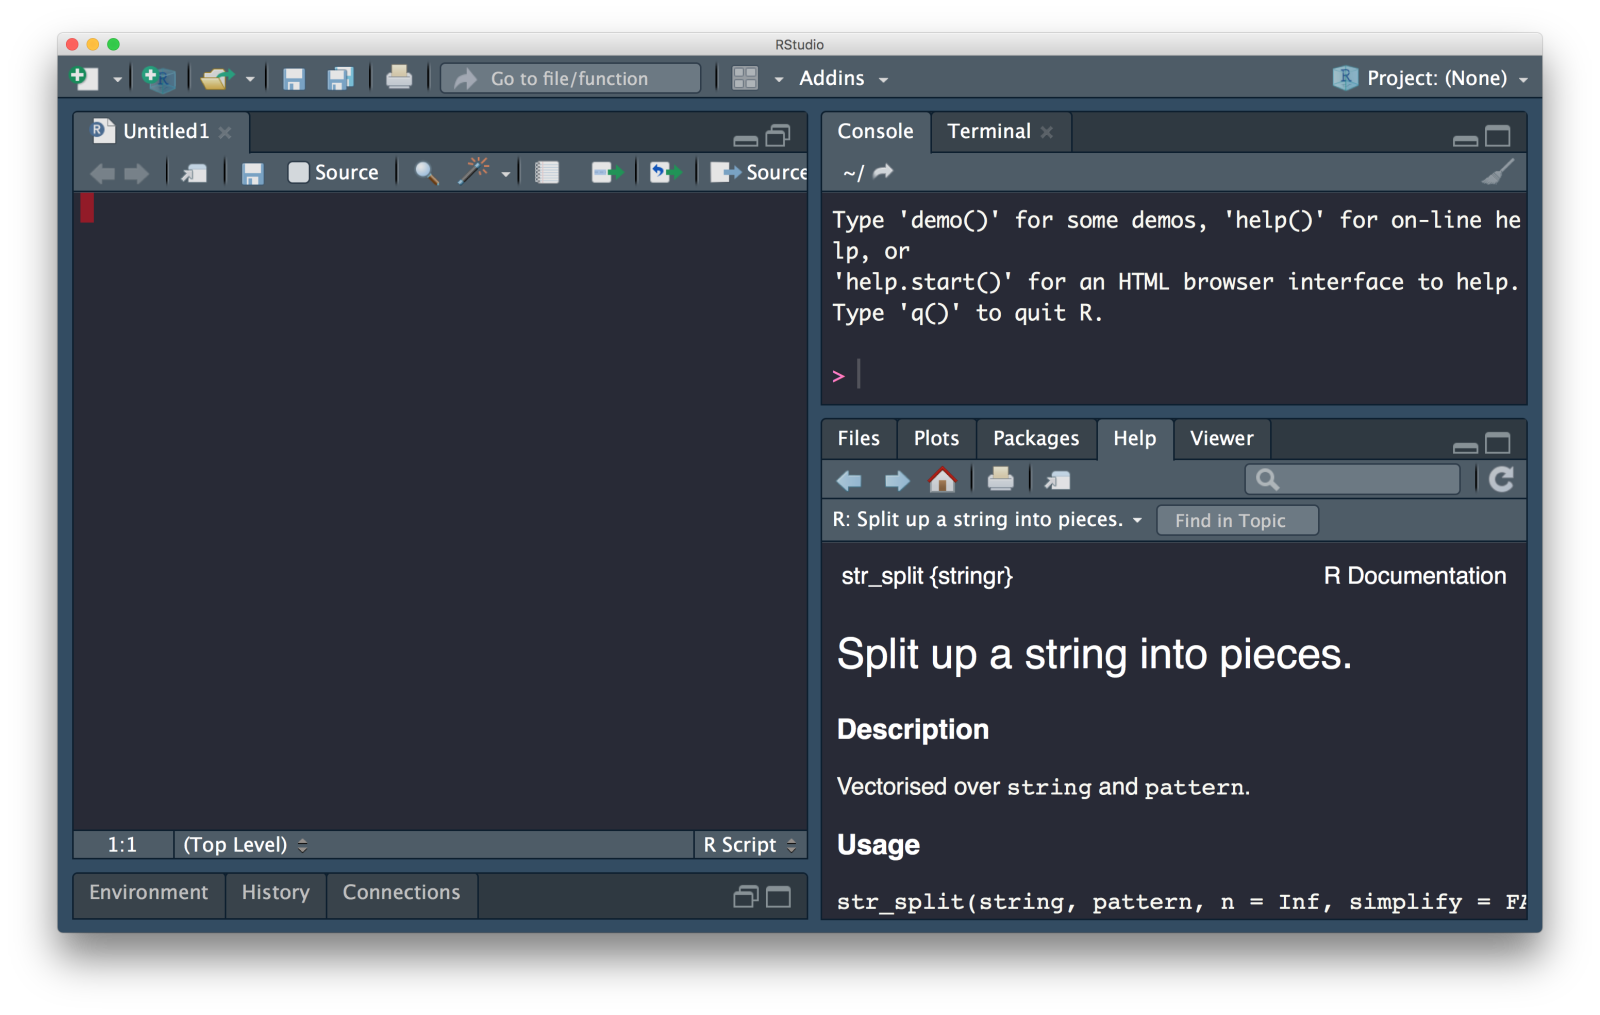 RStudio
Go to file/function
Addins
Project: (None)
Untitled1
Source
Source
1:1
(Top Level)
R Script
Environment
History
Connections
Console
Terminal
~/
Type 'demo()' for some demos, 'help()' for on-line he
lp, or
'help.start()' for an HTML browser interface to help.
Type 'q()' to quit R.
>
Files
Plots
Packages
Help
Viewer
R: Split up a string into pieces.
Find in Topic
str_split {stringr}
R Documentation
Split up a string into pieces.
Description
Vectorised over string and pattern.
Usage
str_split(string, pattern, n = Inf, simplify = FA